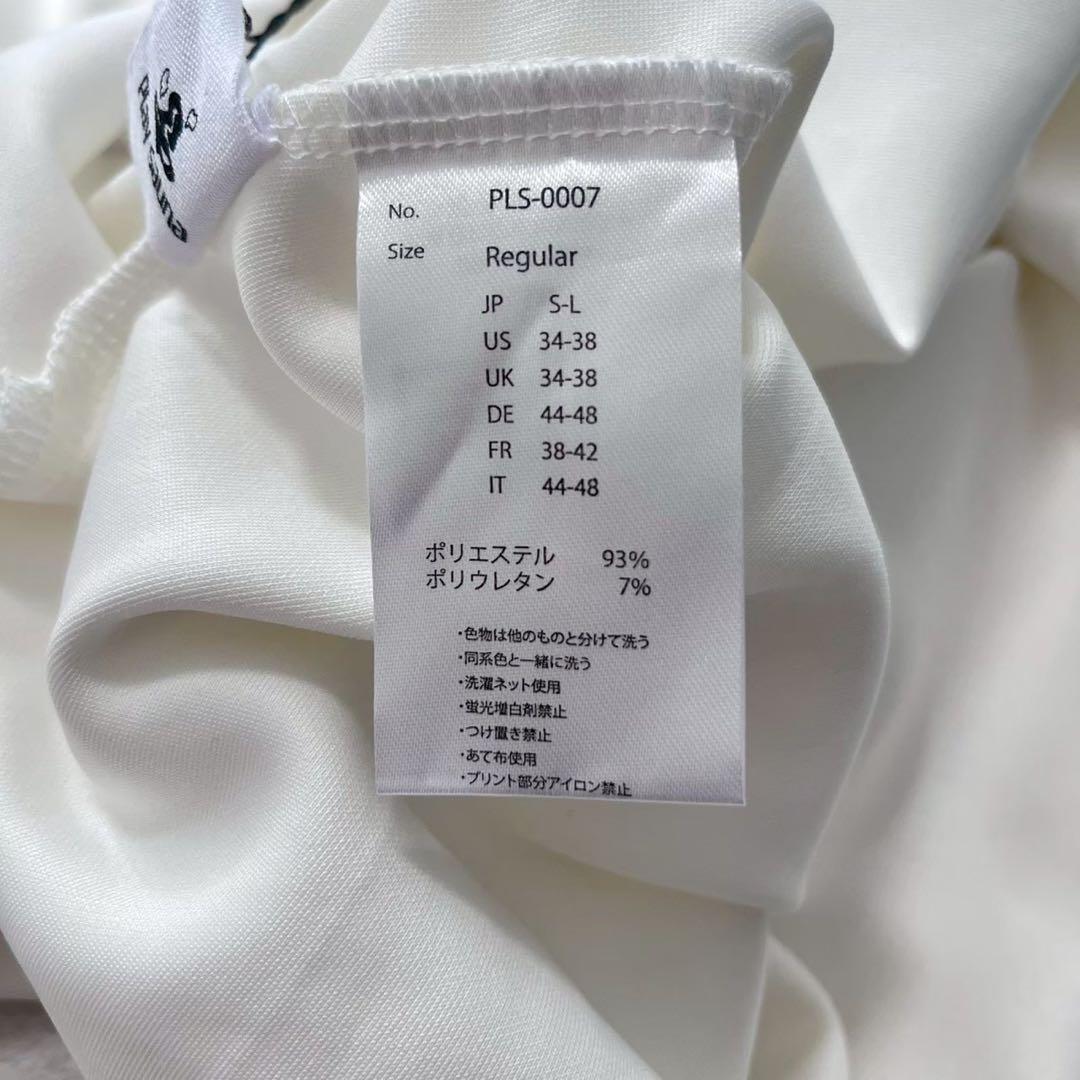 No. PLS-0007
Size Regular
JP S-L
US 34-38
UK 34-38
DE 44-48
FR 38-42
IT 44-48
ポリエステル 93%
ポリウレタン 7%
・色物は他のものと分けて洗う
・同系色と一緒に洗う
・洗濯ネット使用
・蛍光増白剤禁止
・つけ置き禁止
・あて布使用
・プリント部分アイロン禁止